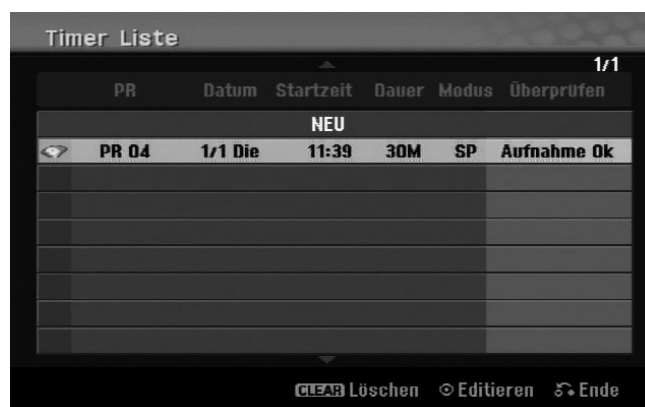 Timer Liste
1/1
PR Datum Startzeit Dauer Modus Überprüfen
NEU
PR 04 1/1 Die 11:39 30M SP Aufnahme Ok
CLEAR Löschen Editieren Ende